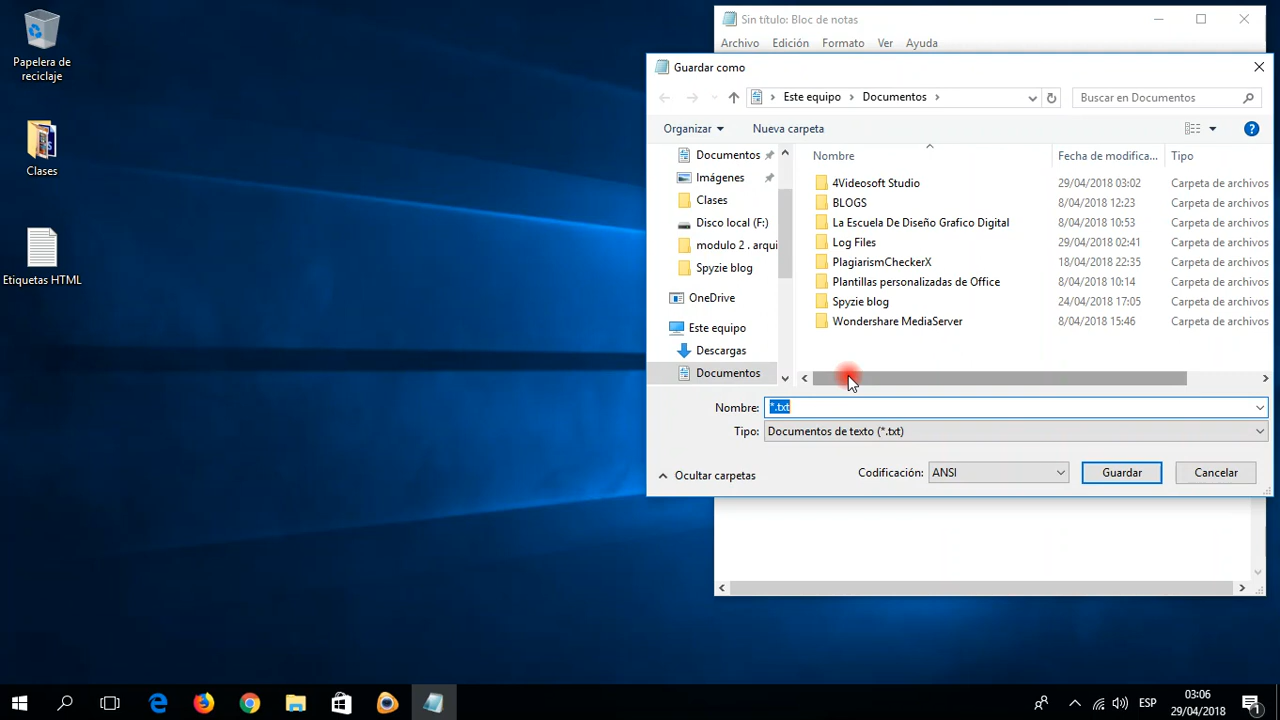 Papelera de
reciclaje
Clases
Etiquetas HTML
Sin título: Bloc de notas
Archivo Edición Formato Ver Ayuda
Guardar como
Este equipo Documentos
Buscar en Documentos
Organizar Nueva carpeta
Documentos
Imágenes
Clases
Disco local (F:)
modulo 2 . arqui
Spyzie blog
OneDrive
Este equipo
Descargas
Documentos
Nombre Fecha de modifica... Tipo
4Videosoft Studio 29/04/2018 03:02 Carpeta de archivos
BLOGS 8/04/2018 12:23 Carpeta de archivos
La Escuela De Diseño Grafico Digital 8/04/2018 10:53 Carpeta de archivos
Log Files 29/04/2018 02:41 Carpeta de archivos
PlagiarismCheckerX 18/04/2018 22:35 Carpeta de archivos
Plantillas personalizadas de Office 8/04/2018 10:14 Carpeta de archivos
Spyzie blog 24/04/2018 17:05 Carpeta de archivos
Wondershare MediaServer 8/04/2018 15:46 Carpeta de archivos
Nombre: *.txt
Tipo: Documentos de texto (*.txt)
Ocultar carpetas Codificación: ANSI Guardar Cancelar
ESP
03:06
29/04/2018
1